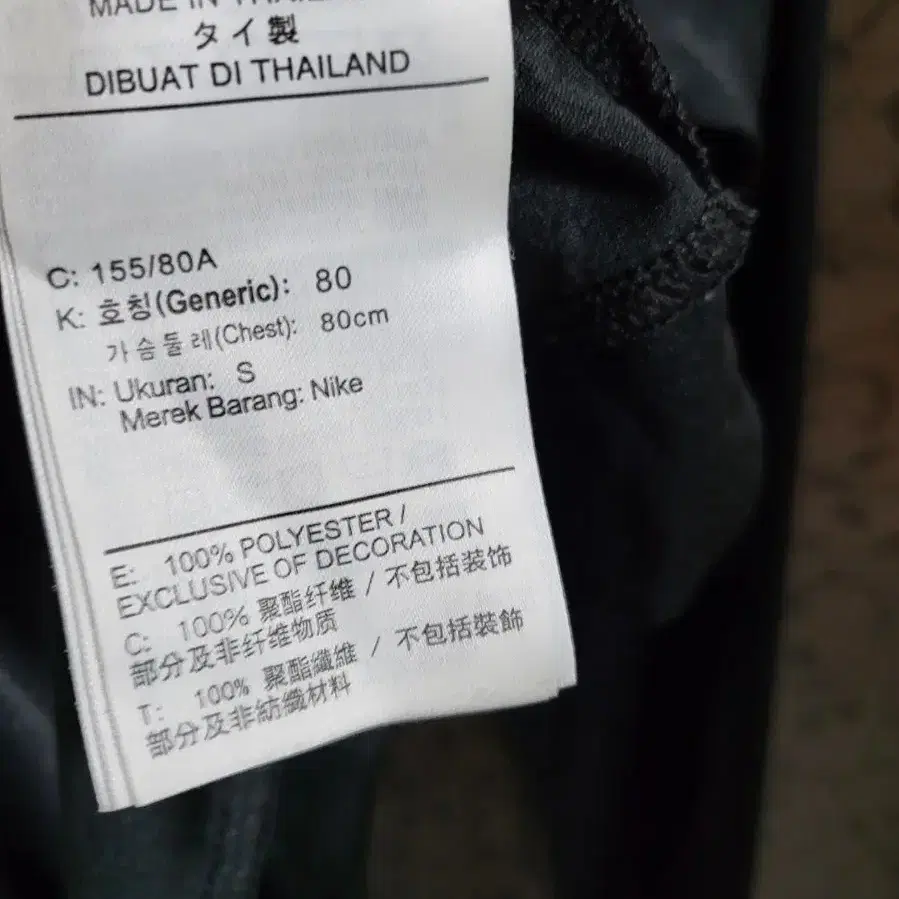 MADE IN THAILAND
タイ製
DIBUAT DI THAILAND
C: 155/80A
K: 호칭(Generic): 80
가슴둘레(Chest): 80cm
IN: Ukuran: S
Merek Barang: Nike
E: 100% POLYESTER /
EXCLUSIVE OF DECORATION
C: 100% 聚酯纤维 / 不包括装饰
部分及非纤维物质
T: 100% 聚酯纖維 / 不包括裝飾
部分及非紡織材料